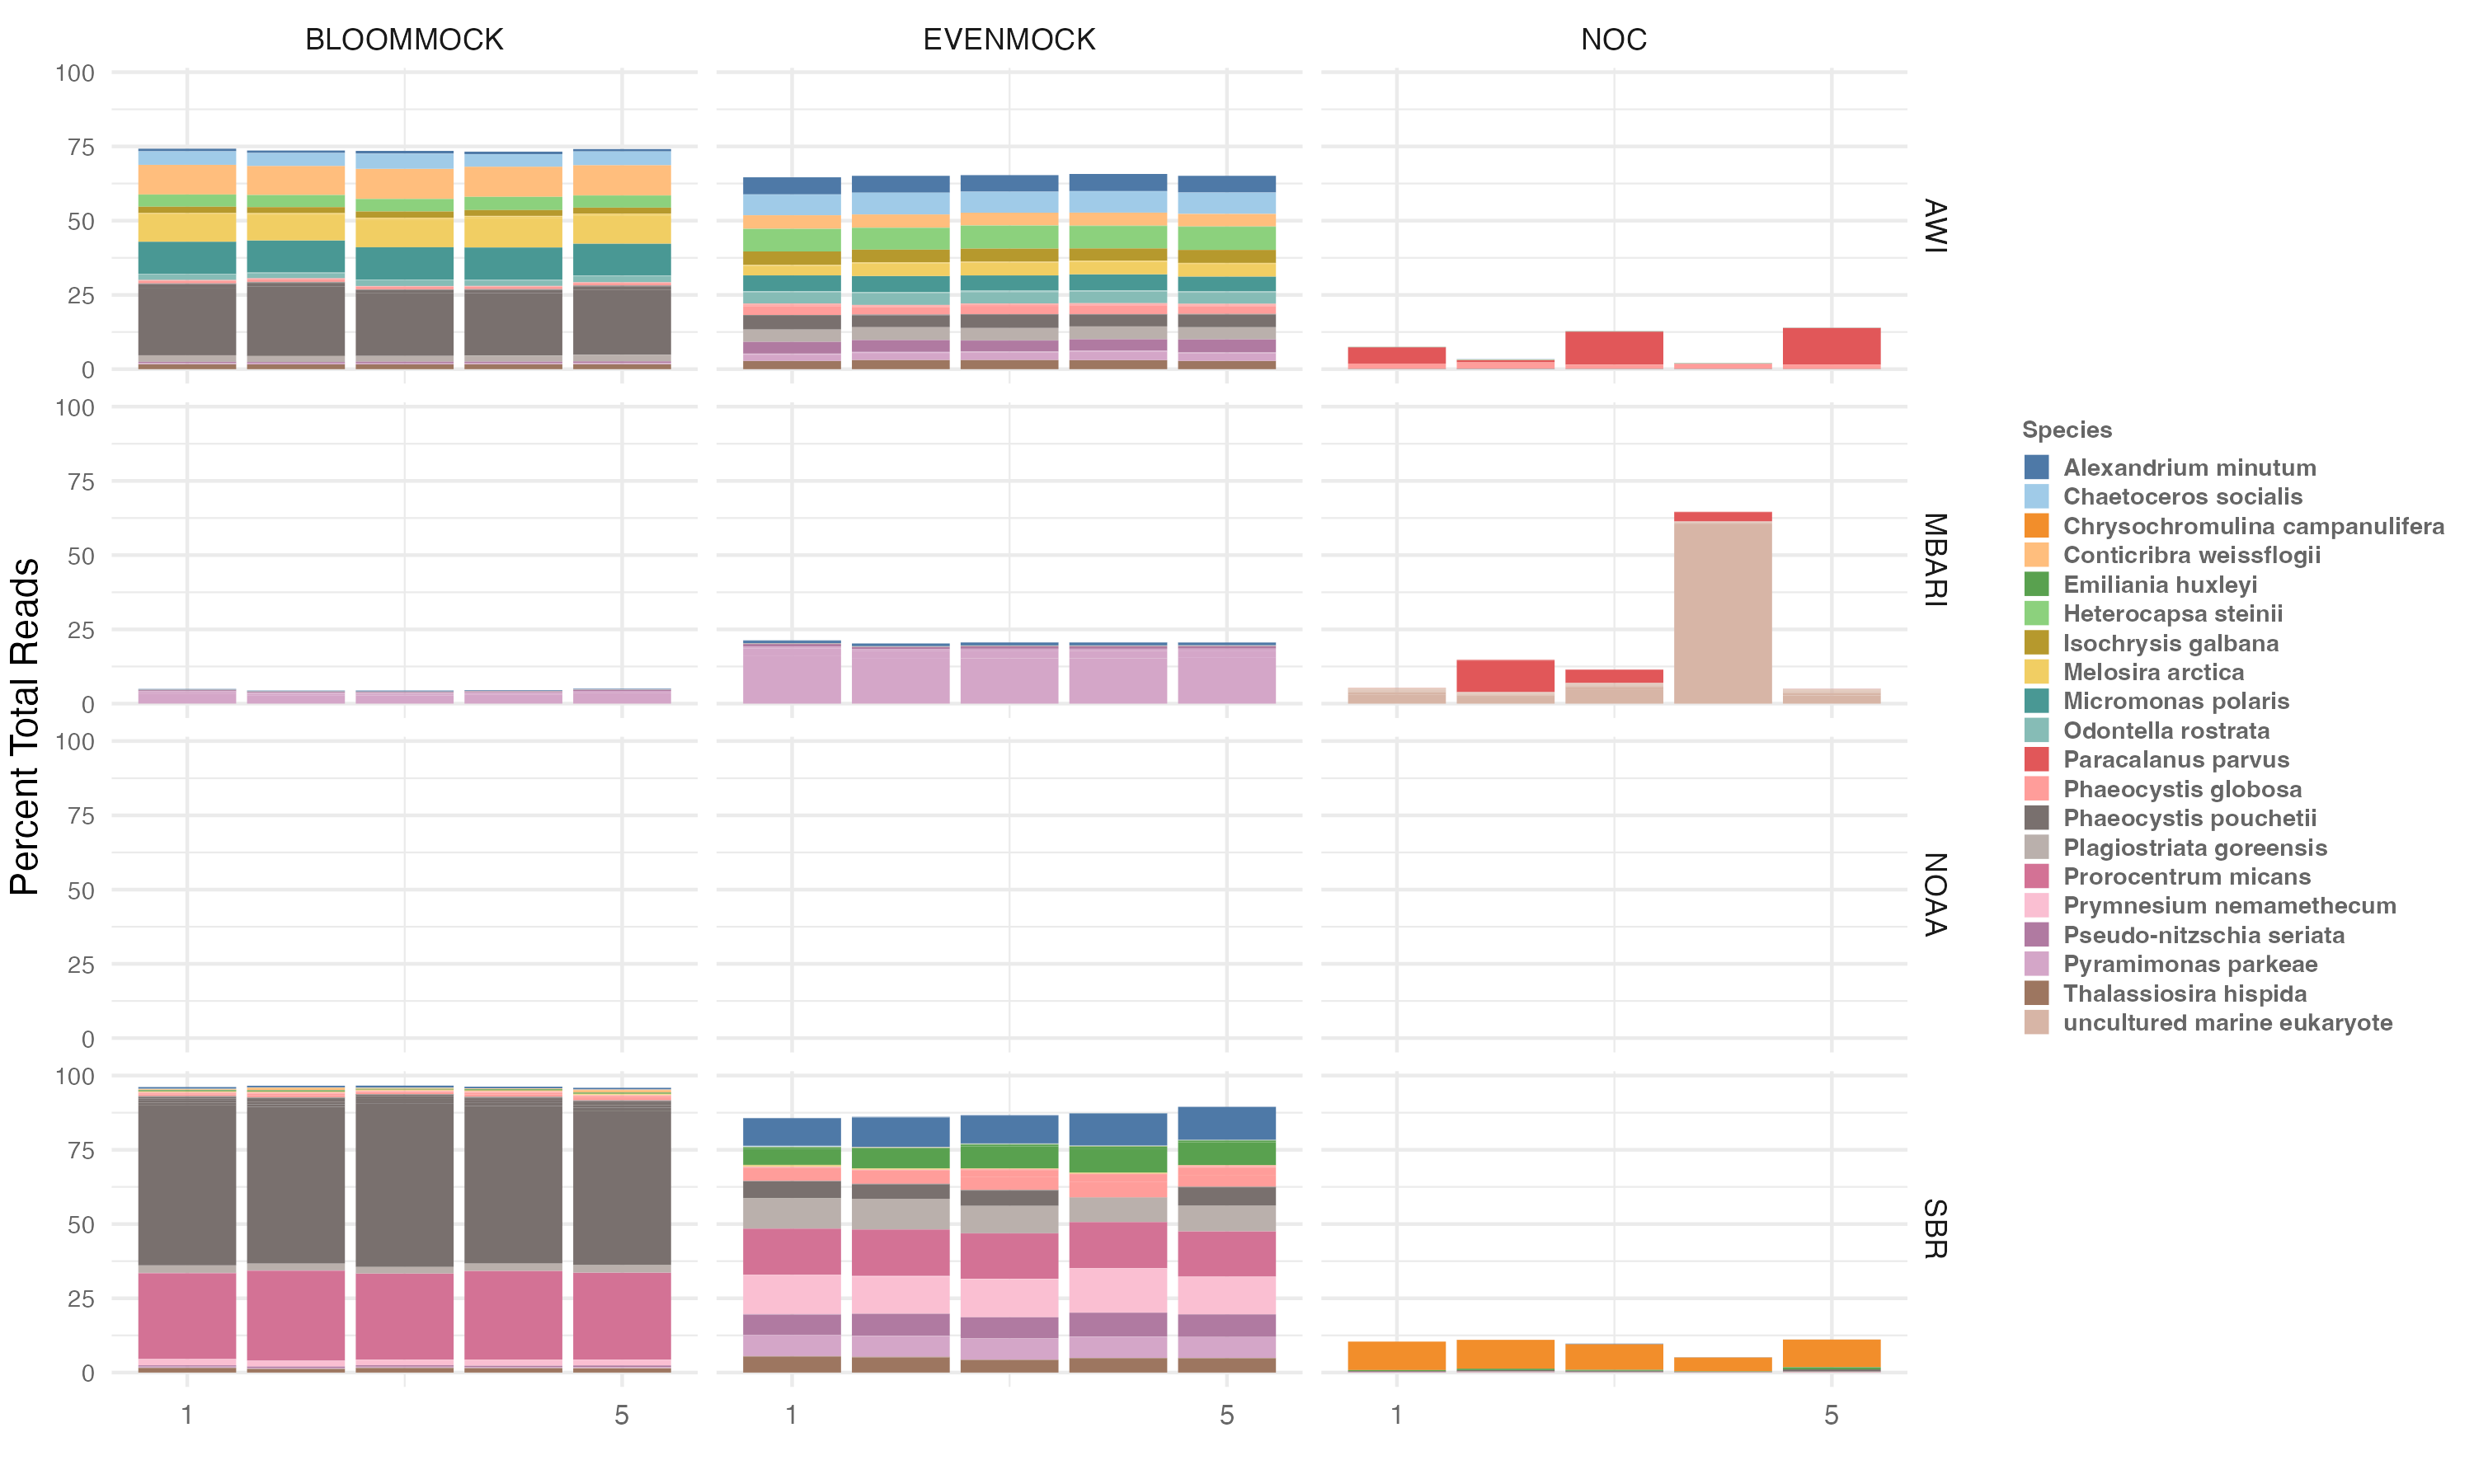 BLOOMMOCK EVENMOCK NOC
100
75
50
25
0
AWI
100
75
50
25
0
MBARI
100
75
50
25
0
NOAA
100
75
50
25
0
SBR
1 5 1 5 1 5
Percent Total Reads
Species
Alexandrium minutum
Chaetoceros socialis
Chrysochromulina campanulifera
Conticribra weissflogii
Emiliania huxleyi
Heterocapsa steinii
Isochrysis galbana
Melosira arctica
Micromonas polaris
Odontella rostrata
Paracalanus parvus
Phaeocystis globosa
Phaeocystis pouchetii
Plagiostriata goreensis
Prorocentrum micans
Prymnesium nemamethecum
Pseudo-nitzschia seriata
Pyramimonas parkeae
Thalassiosira hispida
uncultured marine eukaryote